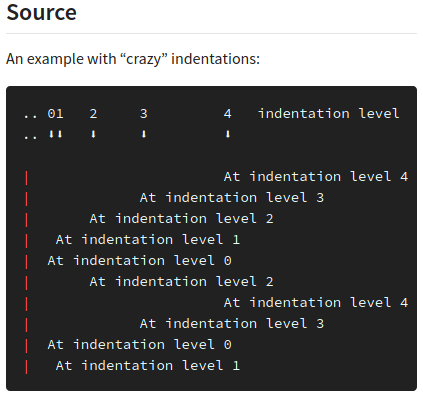 Source
An example with “crazy” indentations:
.. 01   2     3         4   indentation level
.. ⬇⬇   ⬇     ⬇         ⬇
|                       At indentation level 4
|             At indentation level 3
|       At indentation level 2
|   At indentation level 1
|  At indentation level 0
|       At indentation level 2
|                       At indentation level 4
|             At indentation level 3
|  At indentation level 0
|   At indentation level 1